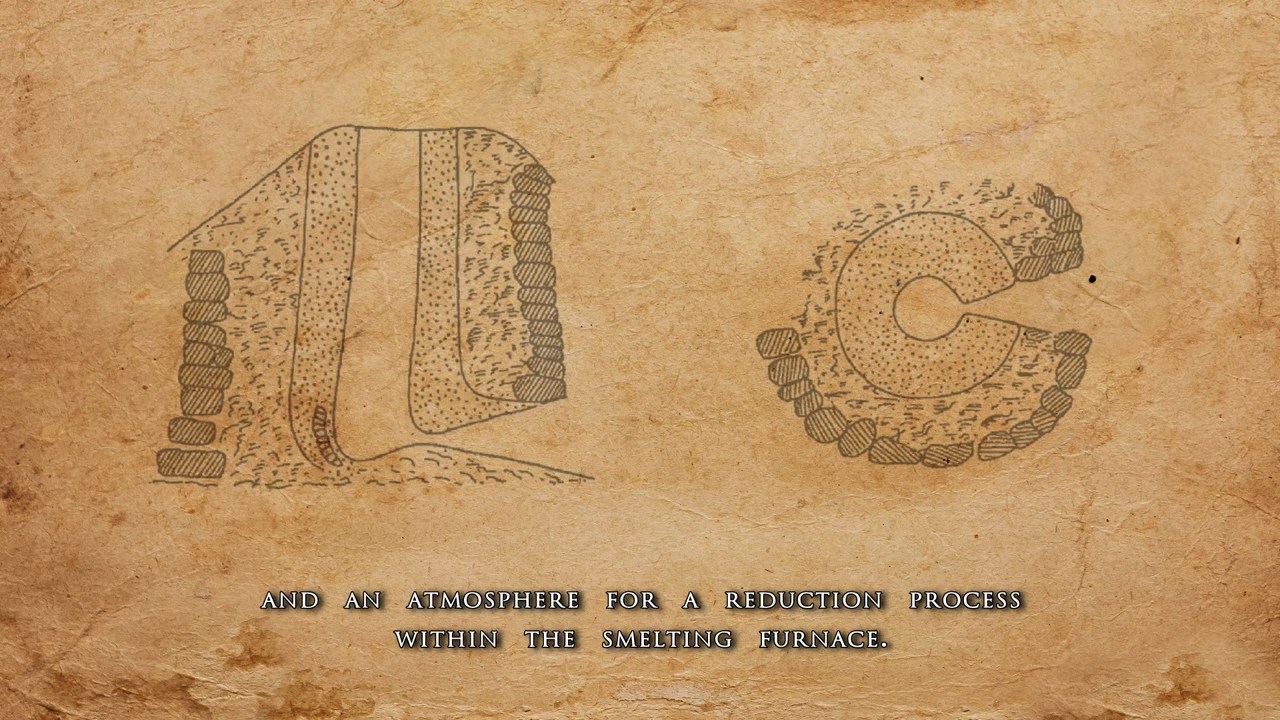 AND AN ATMOSPHERE FOR A REDUCTION PROCESS
WITHIN THE SMELTING FURNACE.